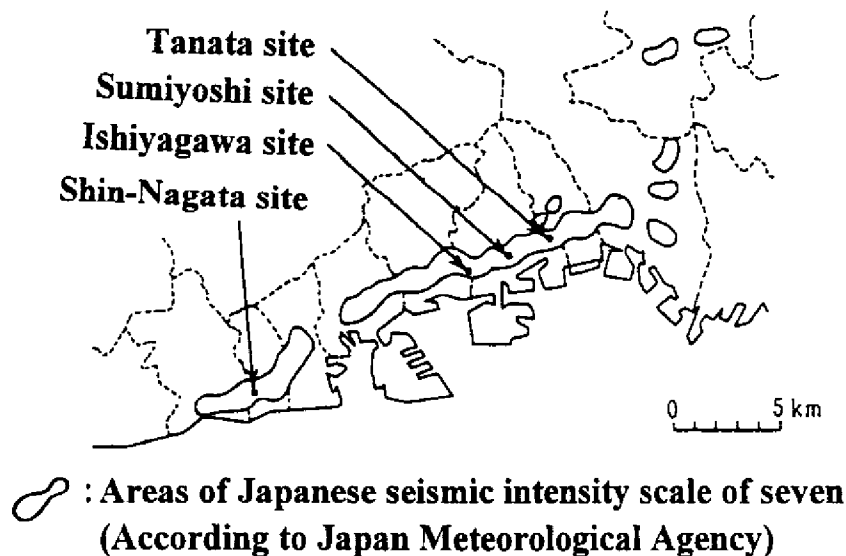 Tanata site
Sumiyoshi site
Ishiyagawa site
Shin-Nagata site
0 5 km
: Areas of Japanese seismic intensity scale of seven
(According to Japan Meteorological Agency)